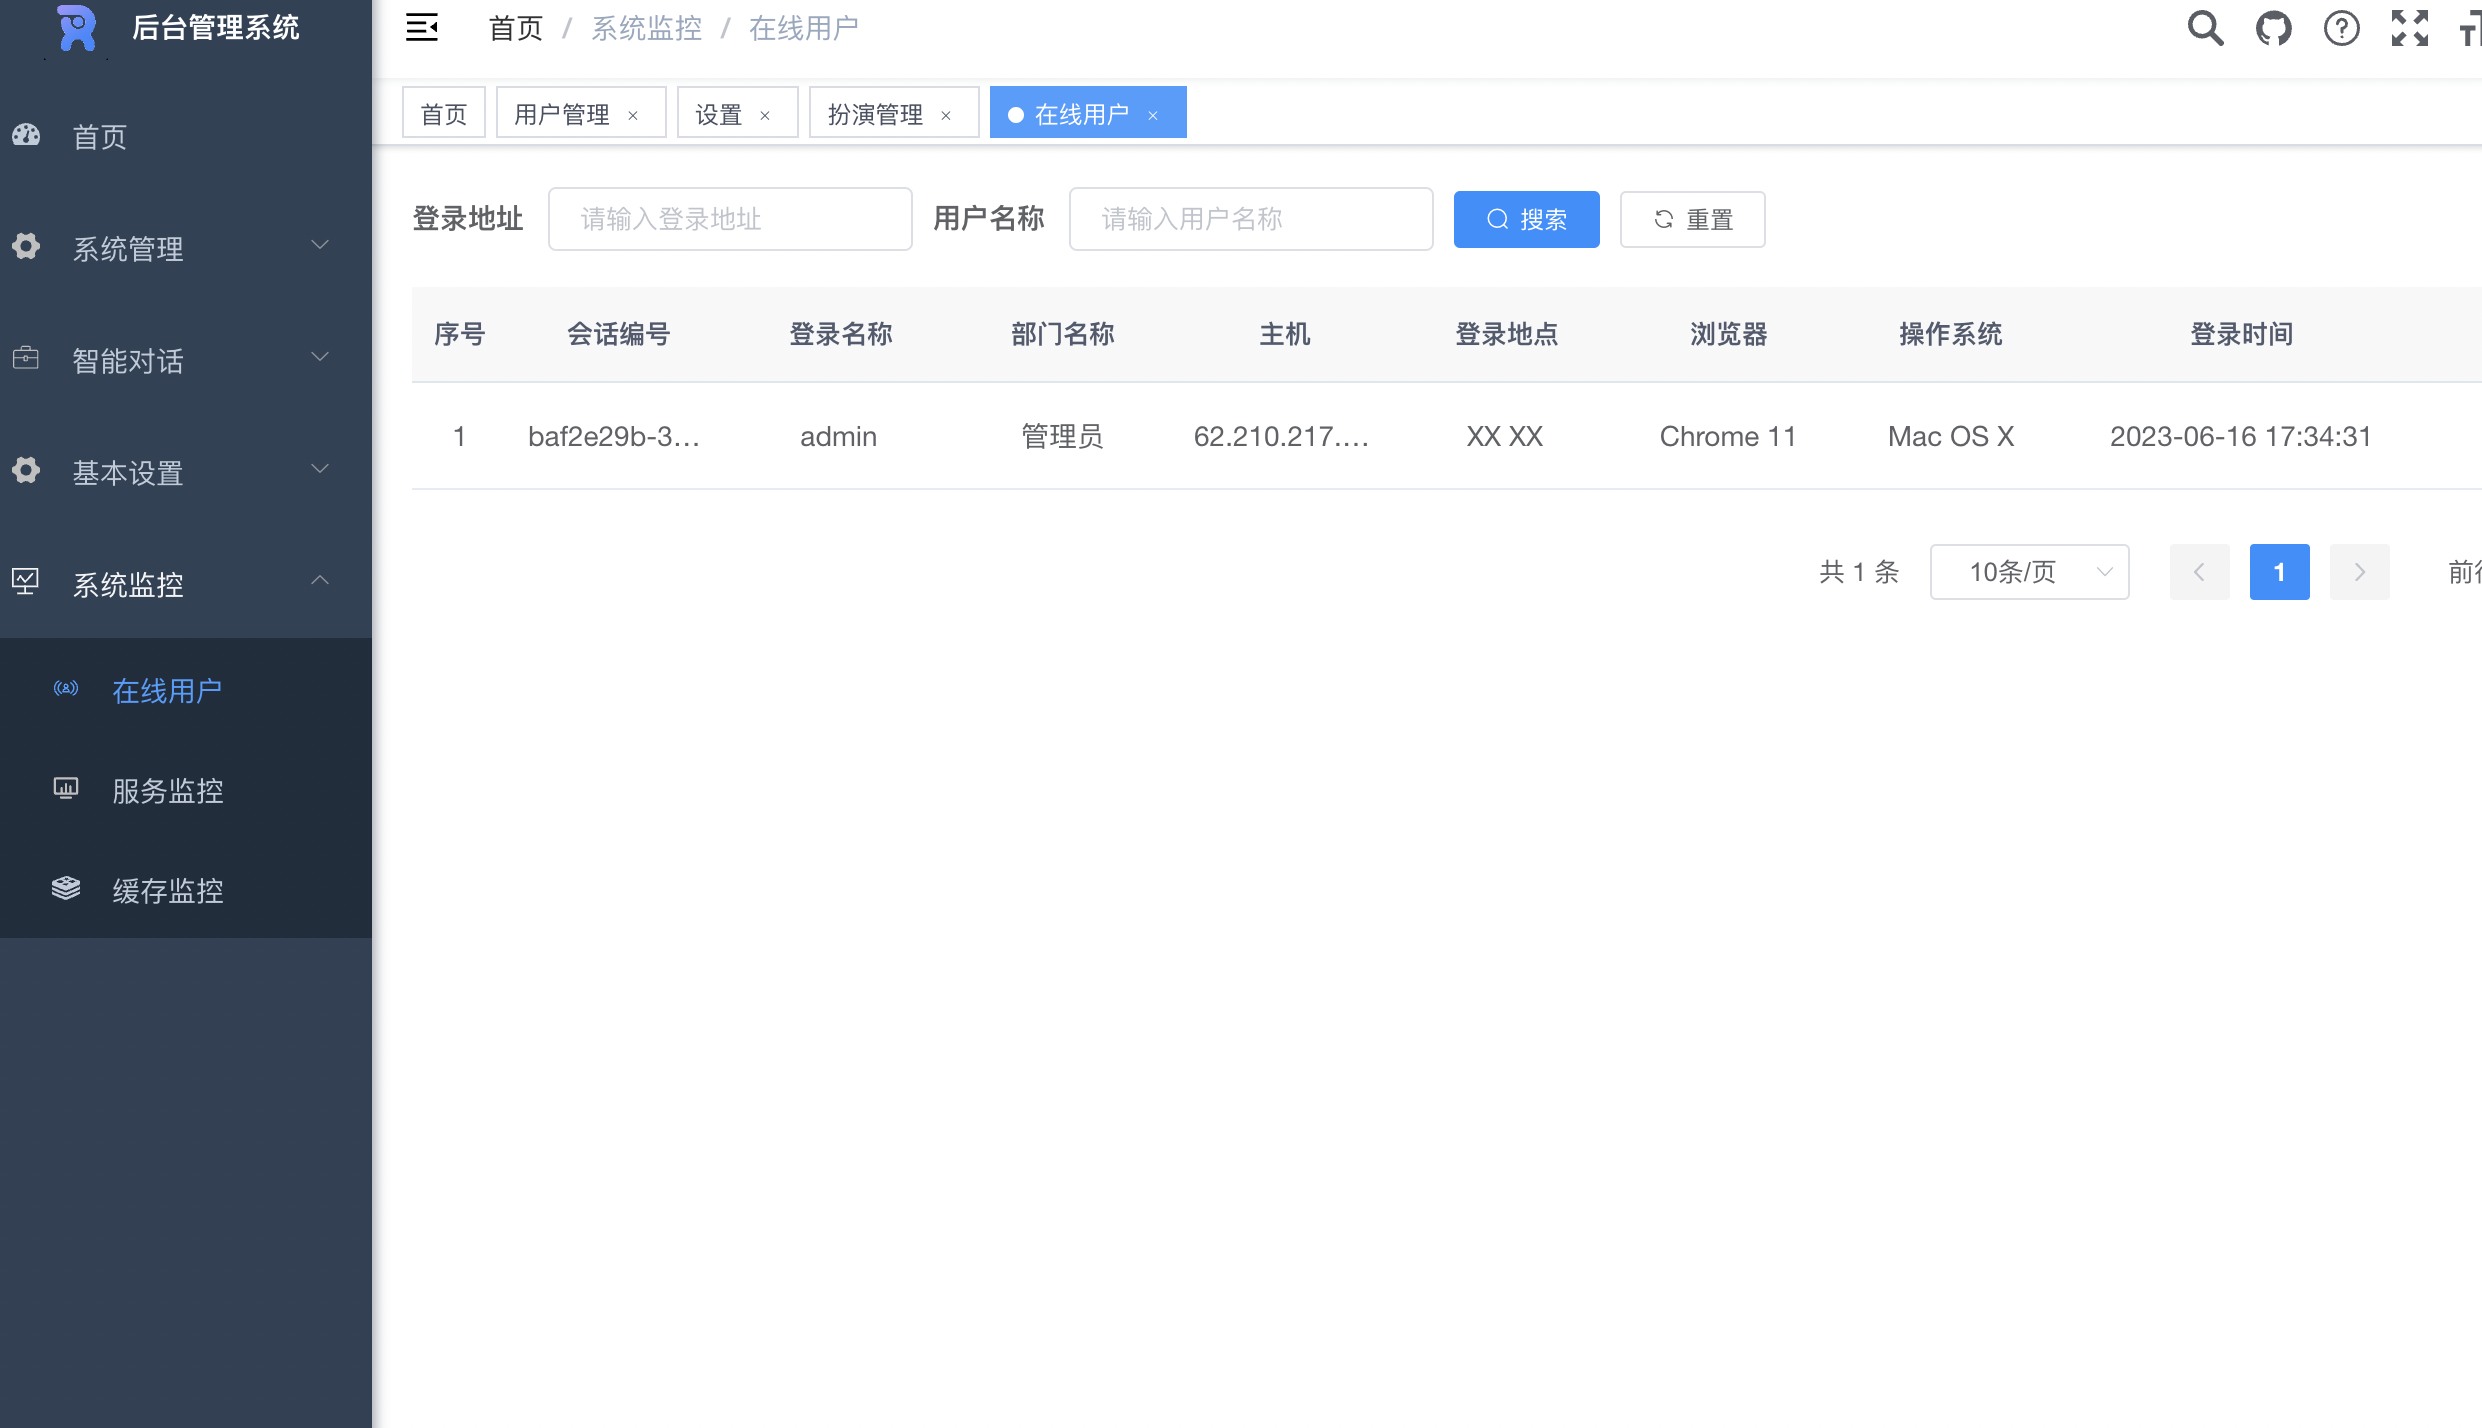 后台管理系统
首页 / 系统监控 / 在线用户
首页
系统管理
智能对话
基本设置
系统监控
在线用户
服务监控
缓存监控
首页 用户管理 × 设置 × 扮演管理 × 在线用户 ×
登录地址 请输入登录地址 用户名称 请输入用户名称 搜索 重置
序号 会话编号 登录名称 部门名称 主机 登录地点 浏览器 操作系统 登录时间
1 baf2e29b-3... admin 管理员 62.210.217.... XX XX Chrome 11 Mac OS X 2023-06-16 17:34:31
共 1 条 10条/页 1 前